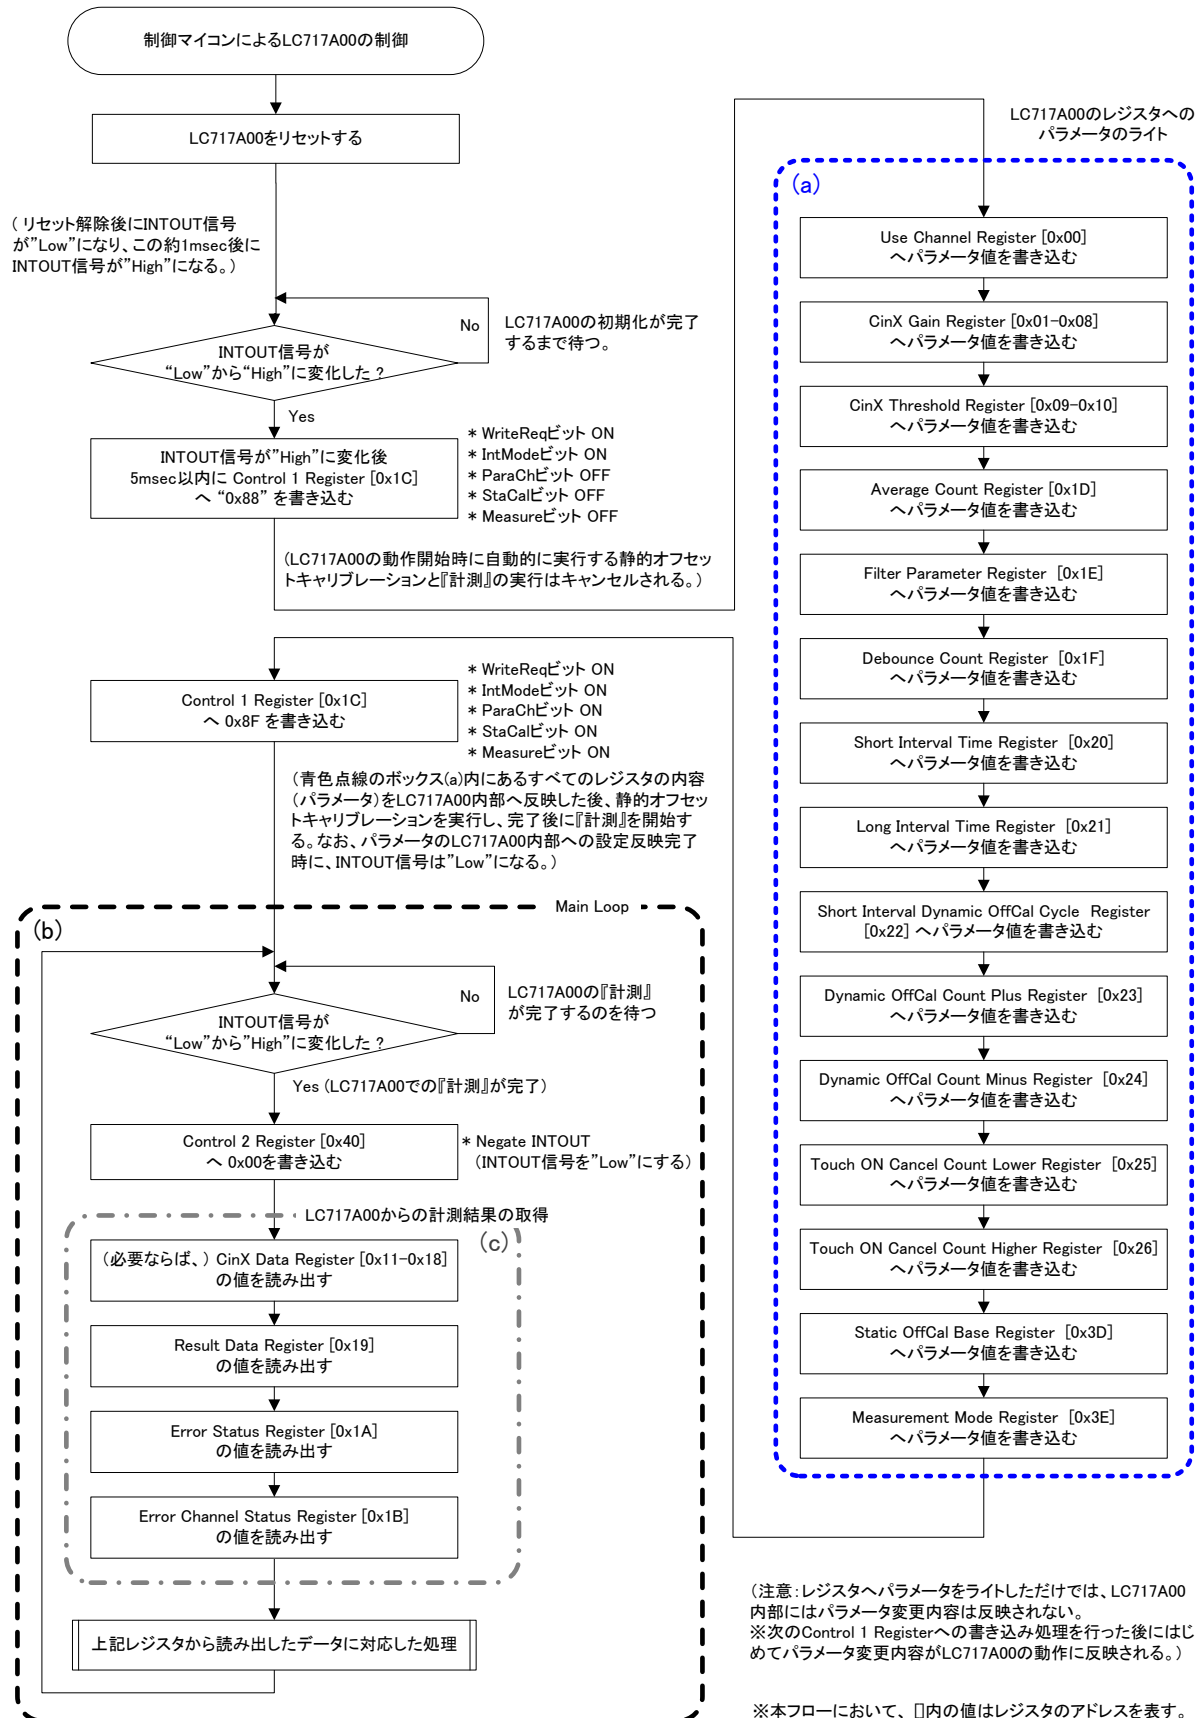 制御マイコンによるLC717A00の制御
LC717A00をリセットする
( リセット解除後にINTOUT信号
が”Low”になり、この約1msec後に
INTOUT信号が”High”になる。)
No
LC717A00の初期化が完了
するまで待つ。
INTOUT信号が
“Low”から“High”に変化した ?
Yes
INTOUT信号が”High”に変化後
5msec以内に Control 1 Register [0x1C]
へ “0x88” を書き込む
* WriteReqビット ON
* IntModeビット ON
* ParaChビット OFF
* StaCalビット OFF
* Measureビット OFF
(LC717A00の動作開始時に自動的に実行する静的オフセッ
トキャリブレーションと『計測』の実行はキャンセルされる。)
LC717A00のレジスタへの
パラメータのライト
(a)
Use Channel Register [0x00]
へパラメータ値を書き込む
CinX Gain Register [0x01-0x08]
へパラメータ値を書き込む
CinX Threshold Register [0x09-0x10]
へパラメータ値を書き込む
Average Count Register [0x1D]
へパラメータ値を書き込む
Filter Parameter Register [0x1E]
へパラメータ値を書き込む
Debounce Count Register [0x1F]
へパラメータ値を書き込む
Short Interval Time Register [0x20]
へパラメータ値を書き込む
Long Interval Time Register [0x21]
へパラメータ値を書き込む
Short Interval Dynamic OffCal Cycle Register
[0x22] へパラメータ値を書き込む
Dynamic OffCal Count Plus Register [0x23]
へパラメータ値を書き込む
Dynamic OffCal Count Minus Register [0x24]
へパラメータ値を書き込む
Touch ON Cancel Count Lower Register [0x25]
へパラメータ値を書き込む
Touch ON Cancel Count Higher Register [0x26]
へパラメータ値を書き込む
Static OffCal Base Register [0x3D]
へパラメータ値を書き込む
Measurement Mode Register [0x3E]
へパラメータ値を書き込む
(注意:レジスタへパラメータをライトしただけでは、LC717A00
内部にはパラメータ変更内容は反映されない。
※次のControl 1 Registerへの書き込み処理を行った後にはじ
めてパラメータ変更内容がLC717A00の動作に反映される。)
Control 1 Register [0x1C]
へ 0x8F を書き込む
* WriteReqビット ON
* IntModeビット ON
* ParaChビット ON
* StaCalビット ON
* Measureビット ON
(青色点線のボックス(a)内にあるすべてのレジスタの内容
(パラメータ)をLC717A00内部へ反映した後、静的オフセッ
トキャリブレーションを実行し、完了後に『計測』を開始す
る。なお、パラメータのLC717A00内部への設定反映完了
時に、INTOUT信号は”Low”になる。)
Main Loop
(b)
No
LC717A00の『計測』
が完了するのを待つ
INTOUT信号が
“Low”から”High”に変化した ?
Yes (LC717A00での『計測』が完了)
Control 2 Register [0x40]
へ 0x00を書き込む
* Negate INTOUT
(INTOUT信号を”Low”にする)
LC717A00からの計測結果の取得
(c)
(必要ならば、) CinX Data Register [0x11-0x18]
の値を読み出す
Result Data Register [0x19]
の値を読み出す
Error Status Register [0x1A]
の値を読み出す
Error Channel Status Register [0x1B]
の値を読み出す
上記レジスタから読み出したデータに対応した処理
※本フローにおいて、[]内の値はレジスタのアドレスを表す。